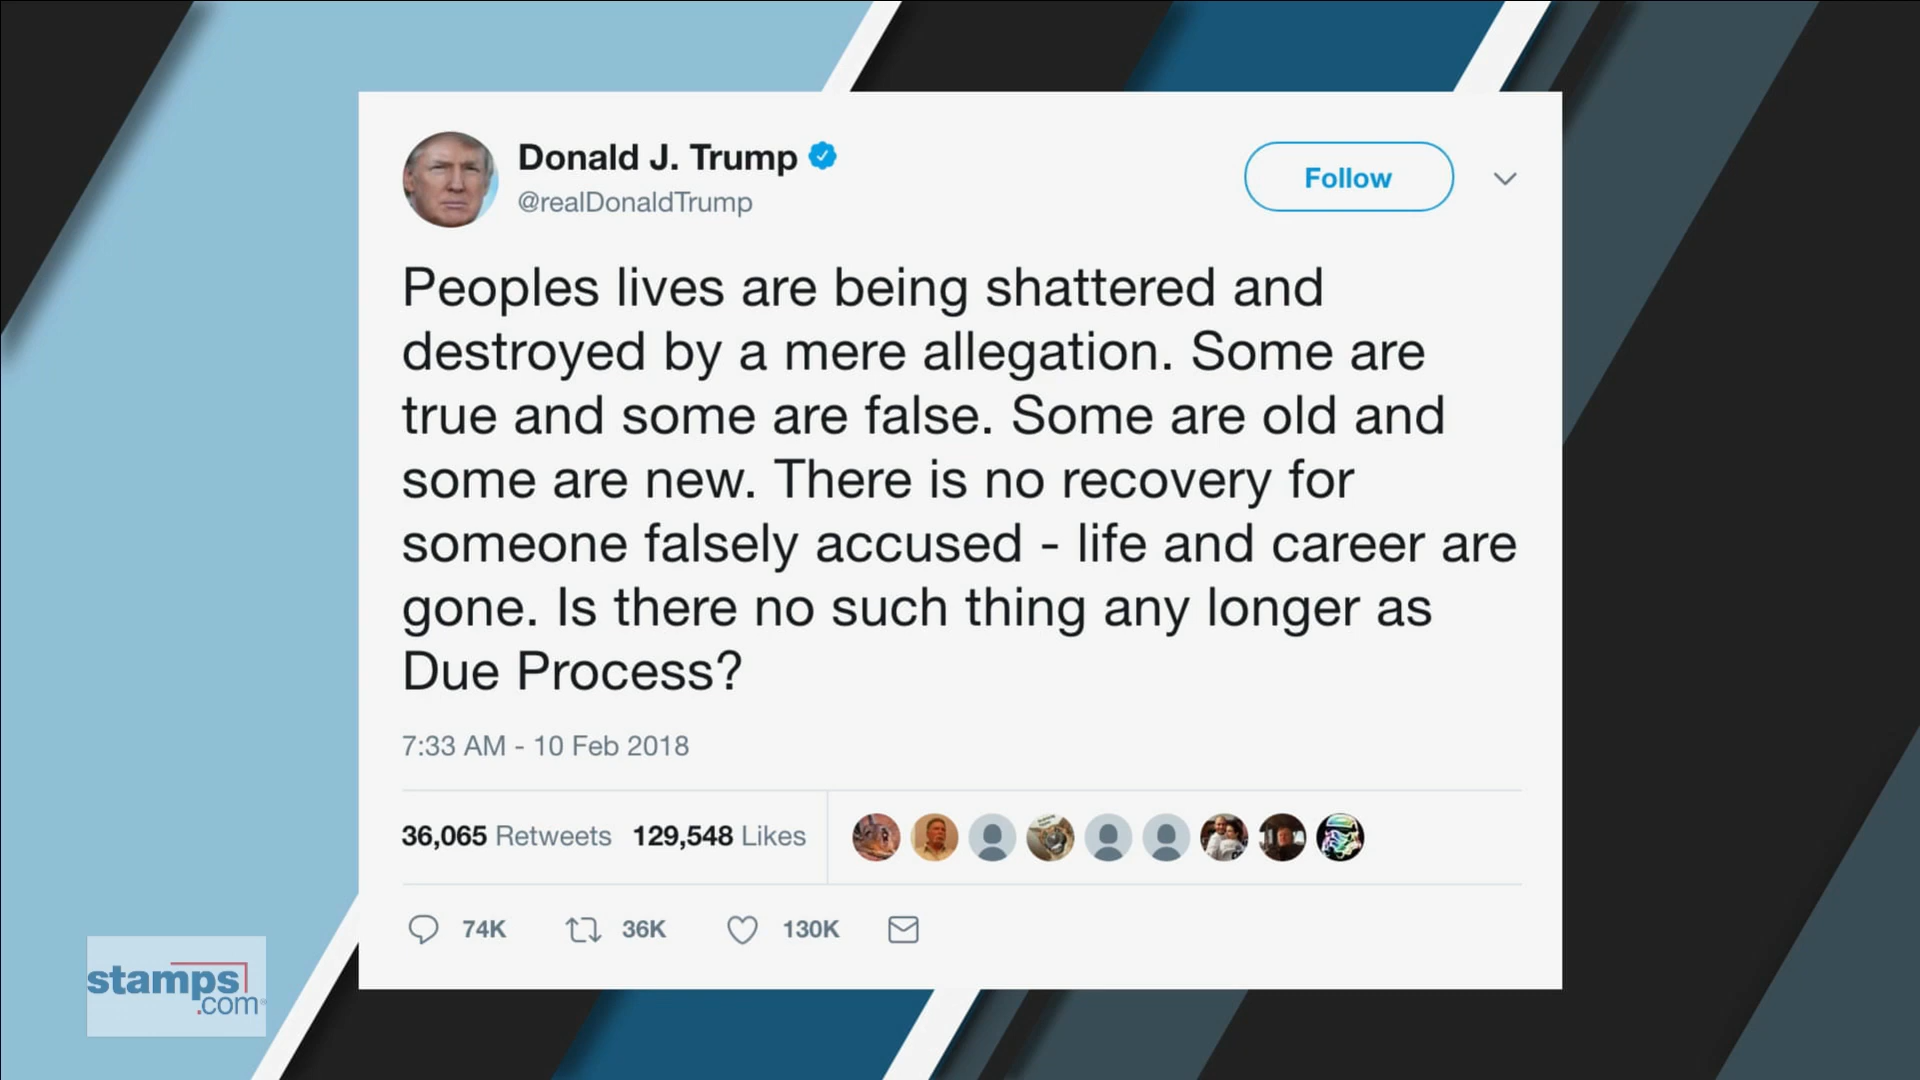 Donald J. Trump
@realDonaldTrump
Follow
Peoples lives are being shattered and
destroyed by a mere allegation. Some are
true and some are false. Some are old and
some are new. There is no recovery for
someone falsely accused - life and career are
gone. Is there no such thing any longer as
Due Process?
7:33 AM - 10 Feb 2018
36,065 Retweets 129,548 Likes
74K 36K 130K
stamps
.com